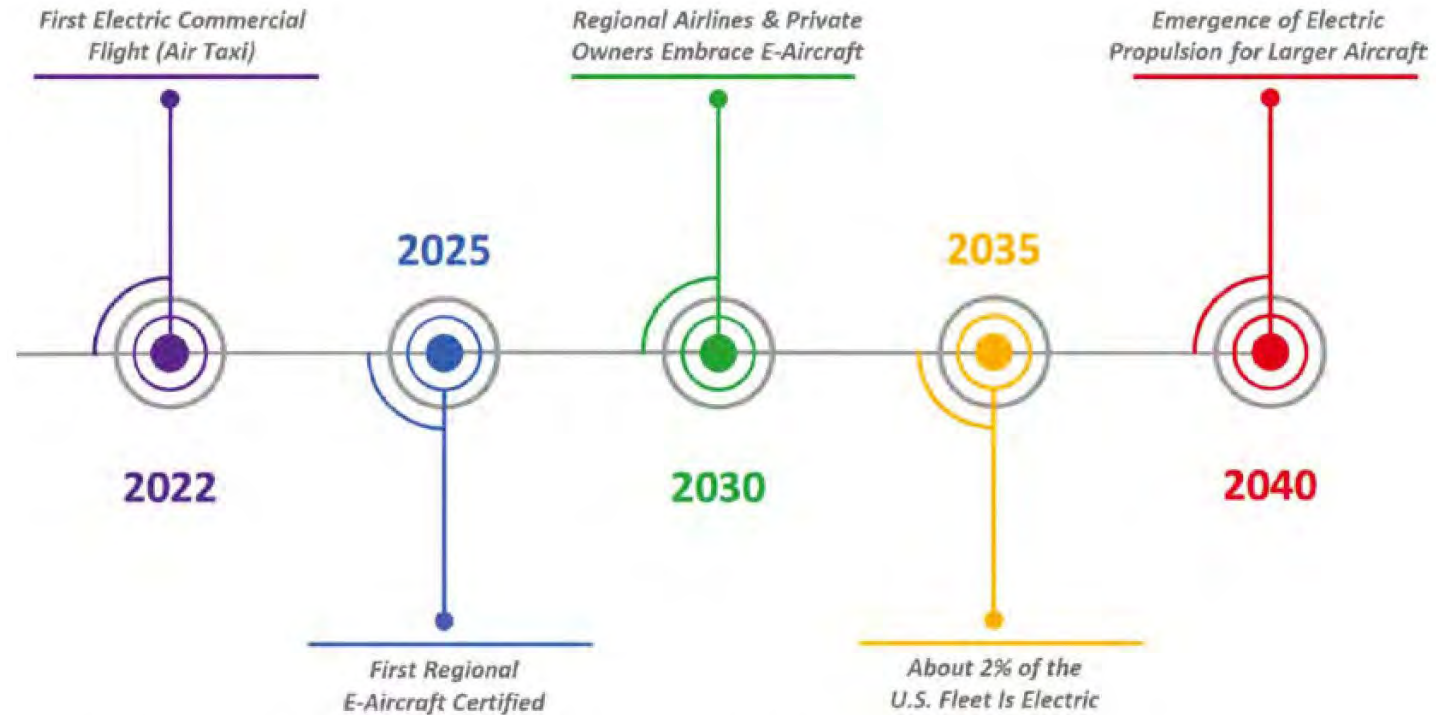 First Electric Commercial
Flight (Air Taxi)
Regional Airlines & Private
Owners Embrace E-Aircraft
Emergence of Electric
Propulsion for Larger Aircraft
2025
2035
2022
2030
2040
First Regional
E-Aircraft Certified
About 2% of the
U.S. Fleet Is Electric